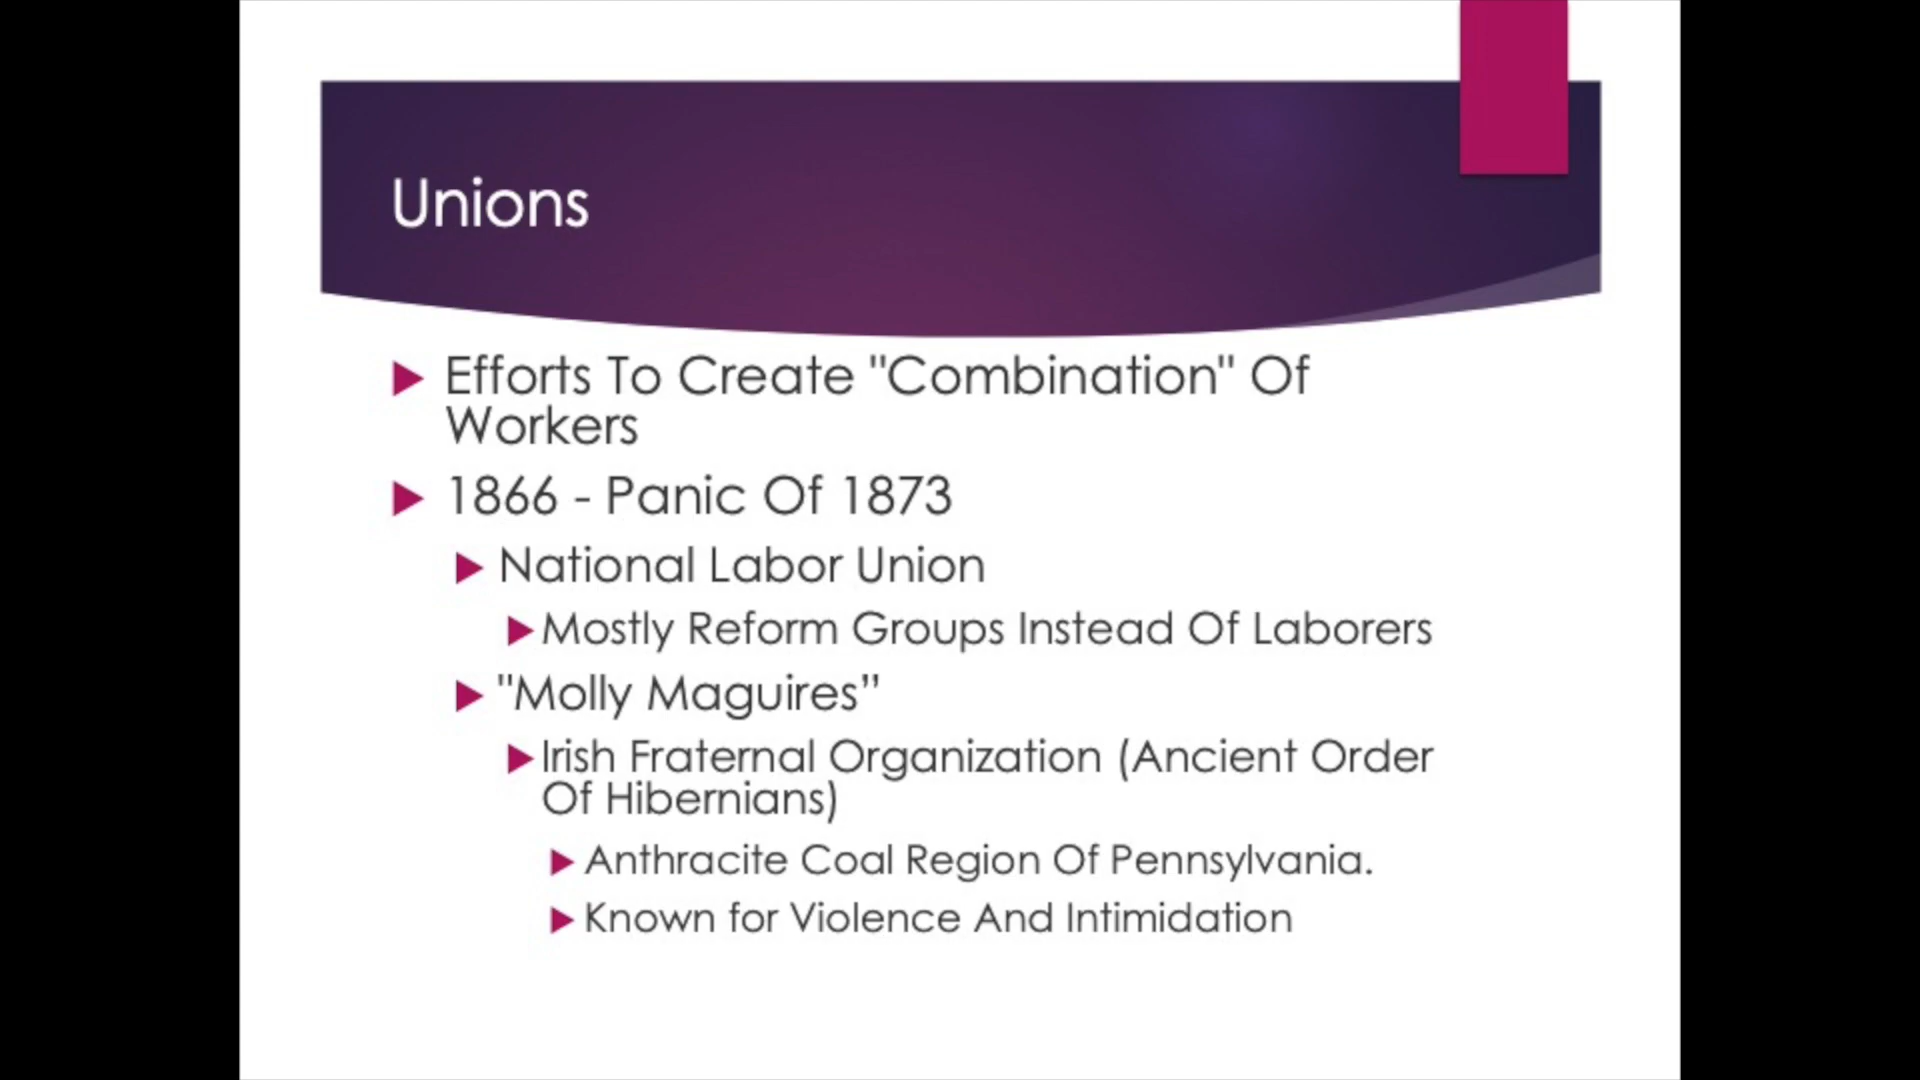 Unions
Efforts To Create "Combination" Of
Workers
1866 - Panic Of 1873
National Labor Union
Mostly Reform Groups Instead Of Laborers
"Molly Maguires”
Irish Fraternal Organization (Ancient Order
Of Hibernians)
Anthracite Coal Region Of Pennsylvania.
Known for Violence And Intimidation